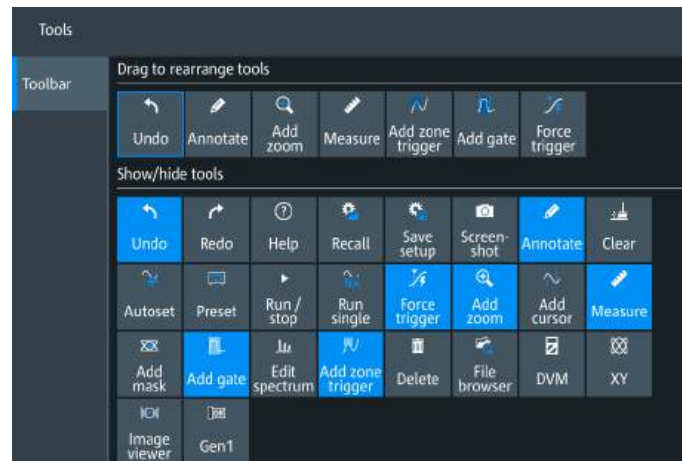 Tools
Toolbar
Drag to rearrange tools
Undo Annotate Add zoom Measure Add zone trigger Add gate Force trigger
Show/hide tools
Undo Redo Help Recall Save setup Screen-shot Annotate Clear
Autoset Preset Run / stop Run single Force trigger Add zoom Add cursor Measure
Add mask Add gate Edit spectrum Add zone trigger Delete File browser DVM XY
Image viewer Gen1